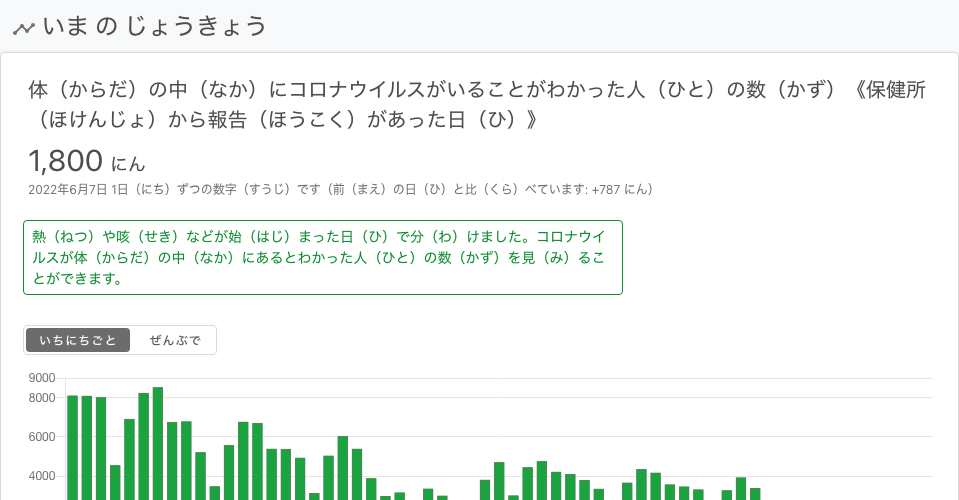 いま の じょうきょう
体（からだ）の中（なか）にコロナウイルスがいることがわかった人（ひと）の数（かず）《保健所
（ほけんじょ）から報告（ほうこく）があった日（ひ）》
1,800 にん
2022年6月7日 1日（にち）ずつの数字（すうじ）です（前（まえ）の日（ひ）と比（くら）べています: +787 にん）
熱（ねつ）や咳（せき）などが始（はじ）まった日（ひ）で分（わ）けました。コロナウイ
ルスが体（からだ）の中（なか）にあるとわかった人（ひと）の数（かず）を見（み）るこ
とができます。
いちにちごと ぜんぶで
9000
8000
6000
4000